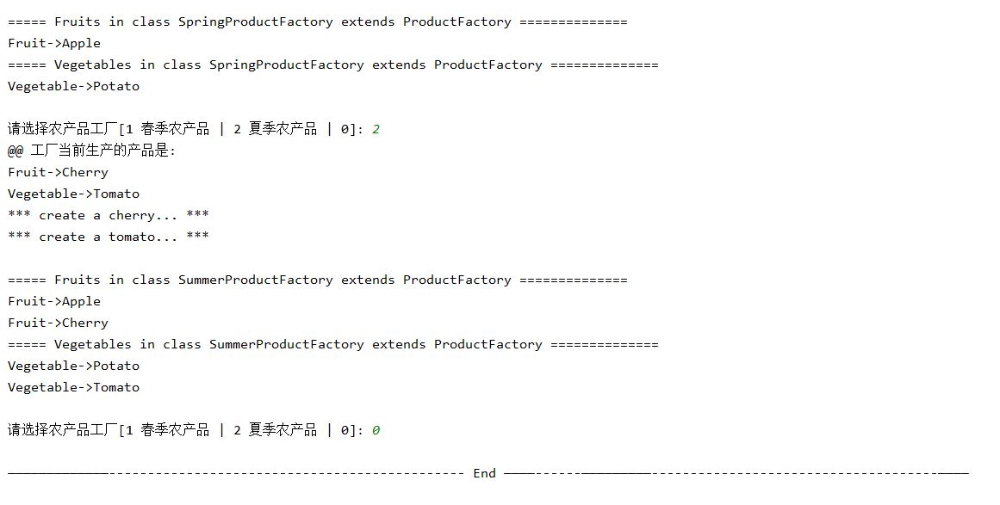 ===== Fruits in class SpringProductFactory extends ProductFactory ==============
Fruit->Apple
===== Vegetables in class SpringProductFactory extends ProductFactory ==============
Vegetable->Potato
请选择农产品工厂[1 春季农产品 | 2 夏季农产品 | 0]: 2
@@ 工厂当前生产的产品是:
Fruit->Cherry
Vegetable->Tomato
*** create a cherry... ***
*** create a tomato... ***
===== Fruits in class SummerProductFactory extends ProductFactory ==============
Fruit->Apple
Fruit->Cherry
===== Vegetables in class SummerProductFactory extends ProductFactory ==============
Vegetable->Potato
Vegetable->Tomato
请选择农产品工厂[1 春季农产品 | 2 夏季农产品 | 0]: 0
—————————————---------------------------------------------- End ————------—————————-------------------------------------————